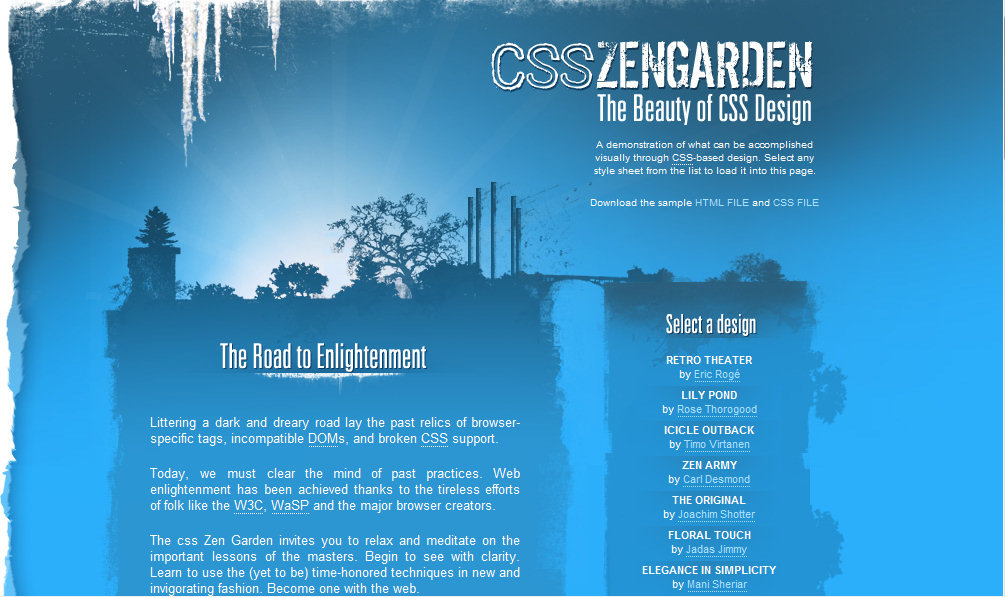 CSS ZENGARDEN
The Beauty of CSS Design
A demonstration of what can be accomplished
visually through CSS-based design. Select any
style sheet from the list to load it into this page.
Download the sample HTML FILE and CSS FILE
The Road to Enlightenment
Littering a dark and dreary road lay the past relics of browser-
specific tags, incompatible DOMs, and broken CSS support.
Today, we must clear the mind of past practices. Web
enlightenment has been achieved thanks to the tireless efforts
of folk like the W3C, WaSP and the major browser creators.
The css Zen Garden invites you to relax and meditate on the
important lessons of the masters. Begin to see with clarity.
Learn to use the (yet to be) time-honored techniques in new and
invigorating fashion. Become one with the web.
Select a design
RETRO THEATER
by Eric Rogé
LILY POND
by Rose Thorogood
ICICLE OUTBACK
by Timo Virtanen
ZEN ARMY
by Carl Desmond
THE ORIGINAL
by Joachim Shotter
FLORAL TOUCH
by Jadas Jimmy
ELEGANCE IN SIMPLICITY
by Mani Sheriar